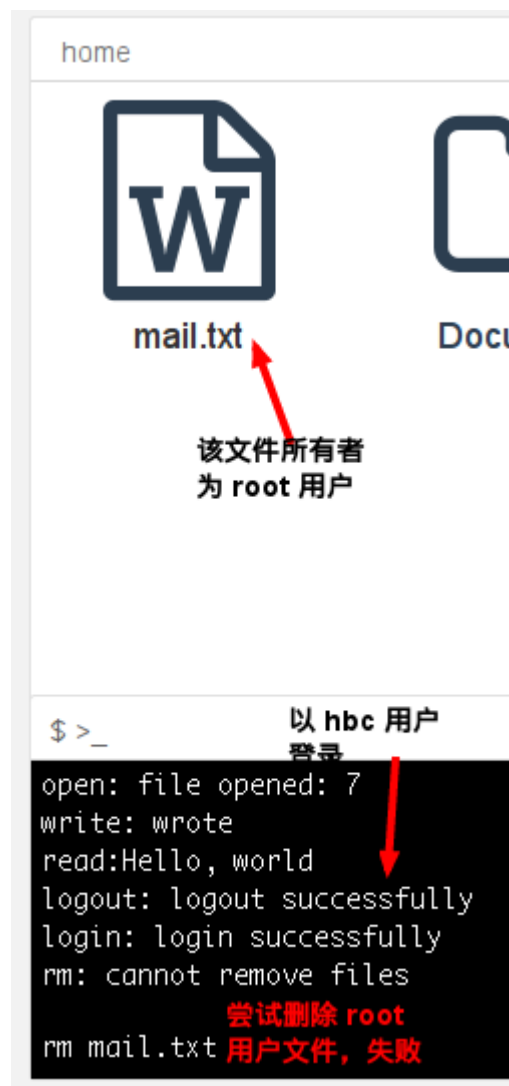 home
W
mail.txt
Docu
该文件所有者
为 root 用户
$ >_
以 hbc 用户
登录
open: file opened: 7
write: wrote
read:Hello, world
logout: logout successfully
login: login successfully
rm: cannot remove files
尝试删除 root
用户文件，失败
rm mail.txt